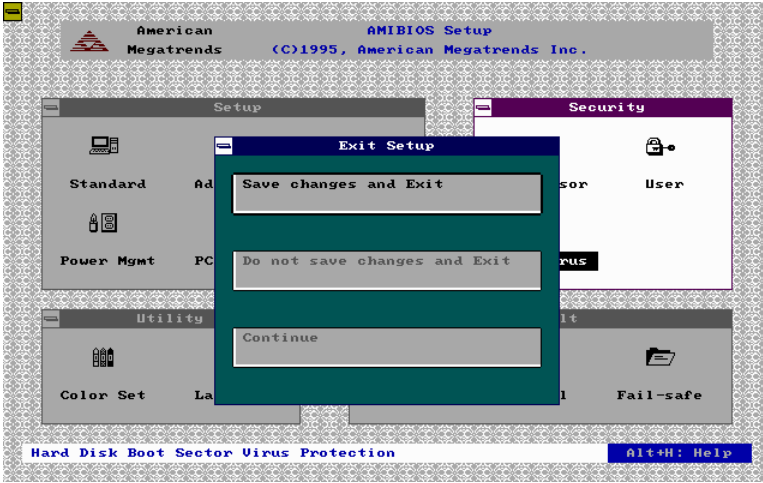 American
Megatrends
AMIBIOS Setup
(C)1995, American Megatrends Inc.
Setup
Security
Exit Setup
Standard
Ad
sor
User
Save changes and Exit
Power Mgmt
PC
rus
Do not save changes and Exit
Utility
lt
Continue
Color Set
La
l
Fail-safe
Hard Disk Boot Sector Virus Protection
Alt+H: Help